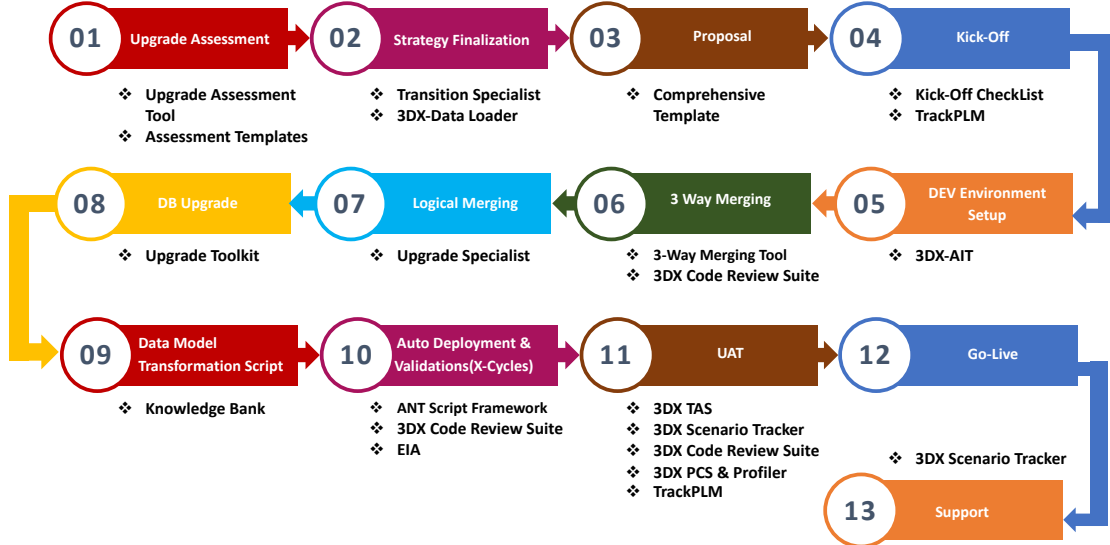 01
Upgrade Assessment
❖ Upgrade Assessment
Tool
❖ Assessment Templates
02
Strategy Finalization
❖ Transition Specialist
❖ 3DX-Data Loader
03
Proposal
❖ Comprehensive
Template
04
Kick-Off
❖ Kick-Off CheckList
❖ TrackPLM
05
DEV Environment
Setup
❖ 3DX-AIT
06
3 Way Merging
❖ 3-Way Merging Tool
❖ 3DX Code Review Suite
07
Logical Merging
❖ Upgrade Specialist
08
DB Upgrade
❖ Upgrade Toolkit
09
Data Model
Transformation Script
❖ Knowledge Bank
10
Auto Deployment &
Validations(X-Cycles)
❖ ANT Script Framework
❖ 3DX Code Review Suite
❖ EIA
11
UAT
❖ 3DX TAS
❖ 3DX Scenario Tracker
❖ 3DX Code Review Suite
❖ 3DX PCS & Profiler
❖ TrackPLM
12
Go-Live
❖ 3DX Scenario Tracker
13
Support